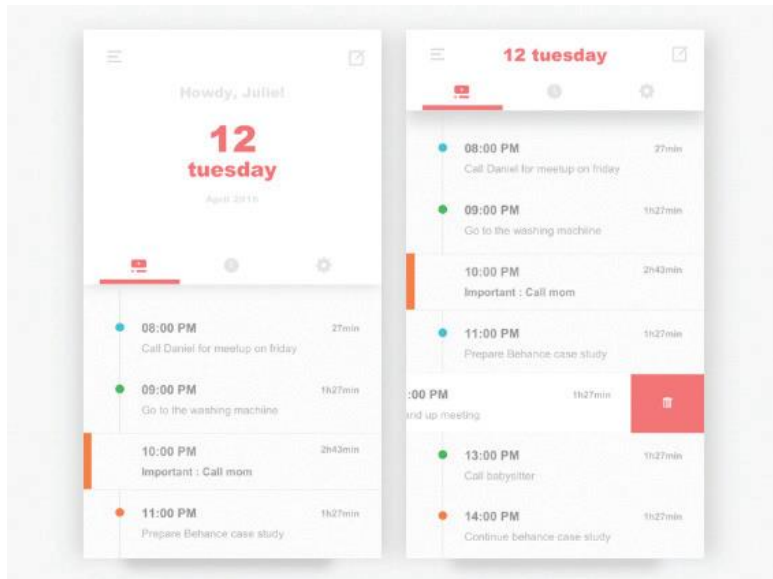 Howdy, Juliel
12
tuesday
April 2016
08:00 PM 27min
Call Daniel for meetup on friday
09:00 PM 1h27min
Go to the washing machiine
10:00 PM 2h43min
Important : Call mom
11:00 PM 1h27min
Prepare Behance case study
12 tuesday
08:00 PM 27min
Call Daniel for meetup on friday
09:00 PM 1h27min
Go to the washing machiine
10:00 PM 2h43min
Important : Call mom
11:00 PM 1h27min
Prepare Behance case study
:00 PM 1h27min
and up meeting
13:00 PM 1h27min
Call babysitter
14:00 PM 1h27min
Continue behance case study